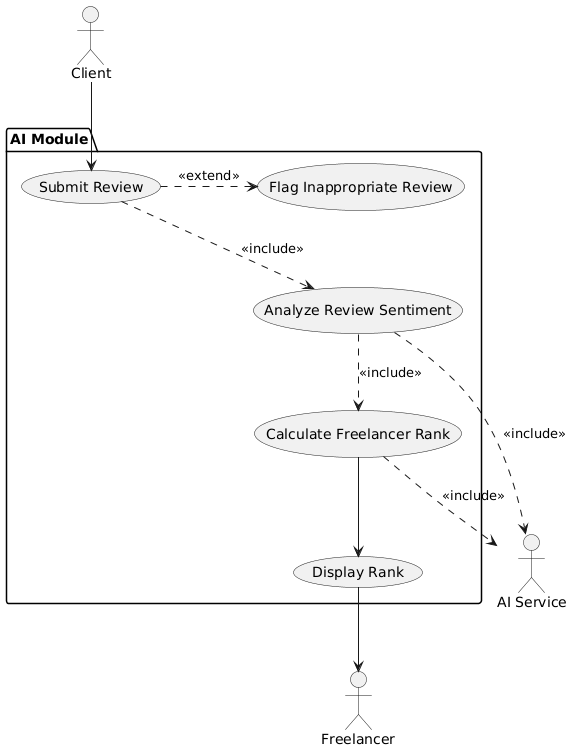 Client
AI Module
Submit Review
«extend»
Flag Inappropriate Review
«include»
Analyze Review Sentiment
«include»
Calculate Freelancer Rank
«include»
«include»
Display Rank
AI Service
Freelancer